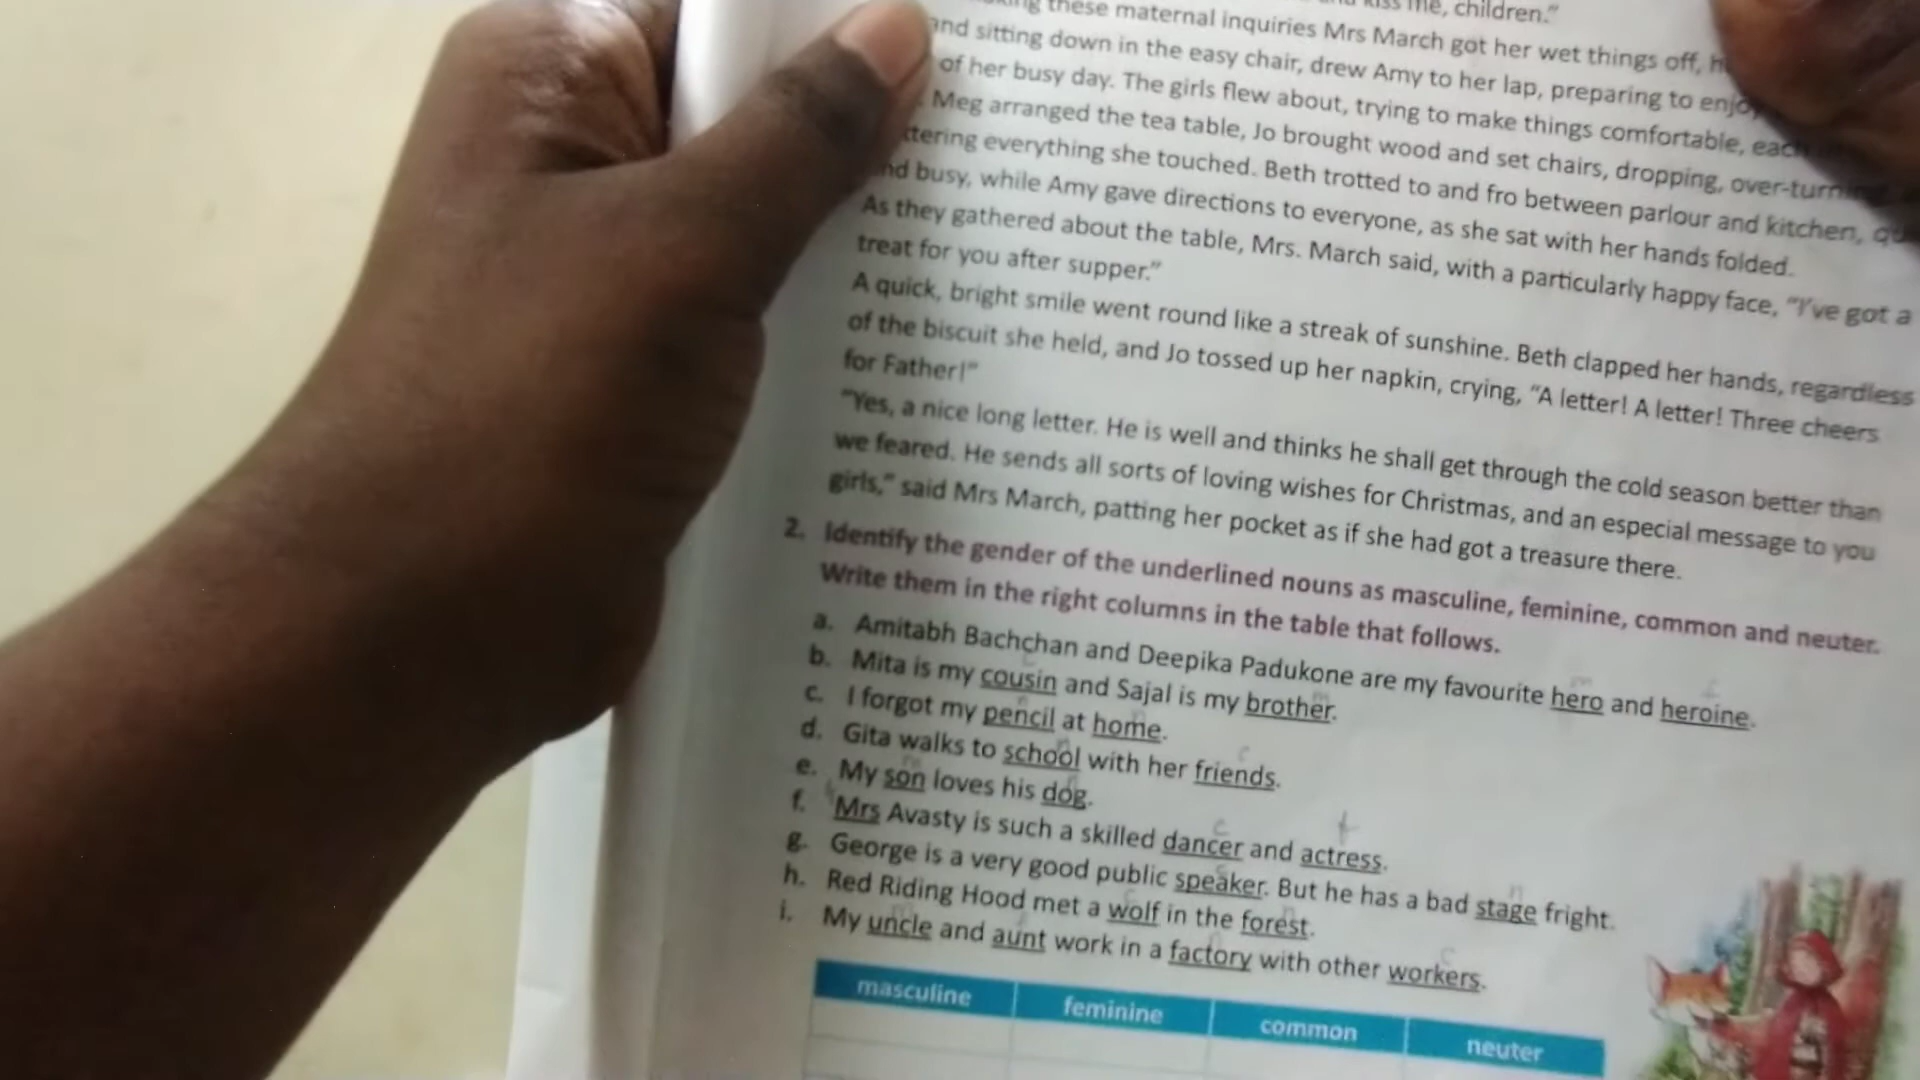 kiss me, children."
these maternal inquiries Mrs March got her wet things off,
and sitting down in the easy chair, drew Amy to her lap, preparing to enjoy
of her busy day. The girls flew about, trying to make things comfortable, each
Meg arranged the tea table, Jo brought wood and set chairs, dropping, over-turning
everything she touched. Beth trotted to and fro between parlour and kitchen,
and busy, while Amy gave directions to everyone, as she sat with her hands folded.
As they gathered about the table, Mrs. March said, with a particularly happy face, "I've got a
treat for you after supper."
A quick, bright smile went round like a streak of sunshine. Beth clapped her hands, regardless
of the biscuit she held, and Jo tossed up her napkin, crying, "A letter! A letter! Three cheers
for Father!"
"Yes, a nice long letter. He is well and thinks he shall get through the cold season better than
we feared. He sends all sorts of loving wishes for Christmas, and an especial message to you
girls," said Mrs March, patting her pocket as if she had got a treasure there.
2. Identify the gender of the underlined nouns as masculine, feminine, common and neuter.
Write them in the right columns in the table that follows.
a. Amitabh Bachchan and Deepika Padukone are my favourite hero and heroine.
b. Mita is my cousin and Sajal is my brother.
c. I forgot my pencil at home.
d. Gita walks to school with her friends.
e. My son loves his dog.
f. Mrs Avasty is such a skilled dancer and actress.
g. George is a very good public speaker. But he has a bad stage fright.
h. Red Riding Hood met a wolf in the forest.
i. My uncle and aunt work in a factory with other workers.
masculine feminine common neuter